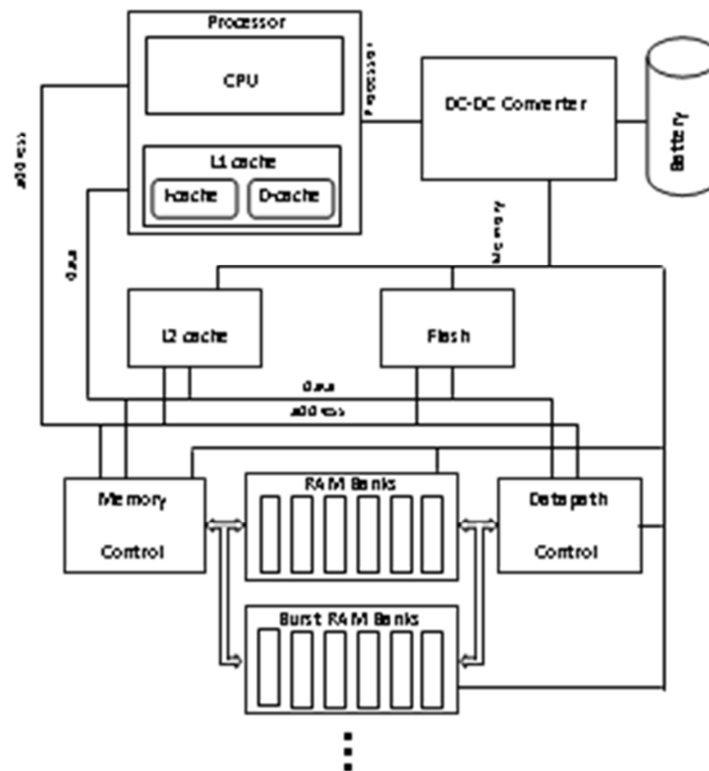 Processor
CPU
L1 cache
I-cache
D-cache
Processor
DC-DC Converter
Battery
address
data
Memory
L2 cache
Flash
data
address
Memory
Control
RAM Banks
Datapath
Control
Burst RAM Banks